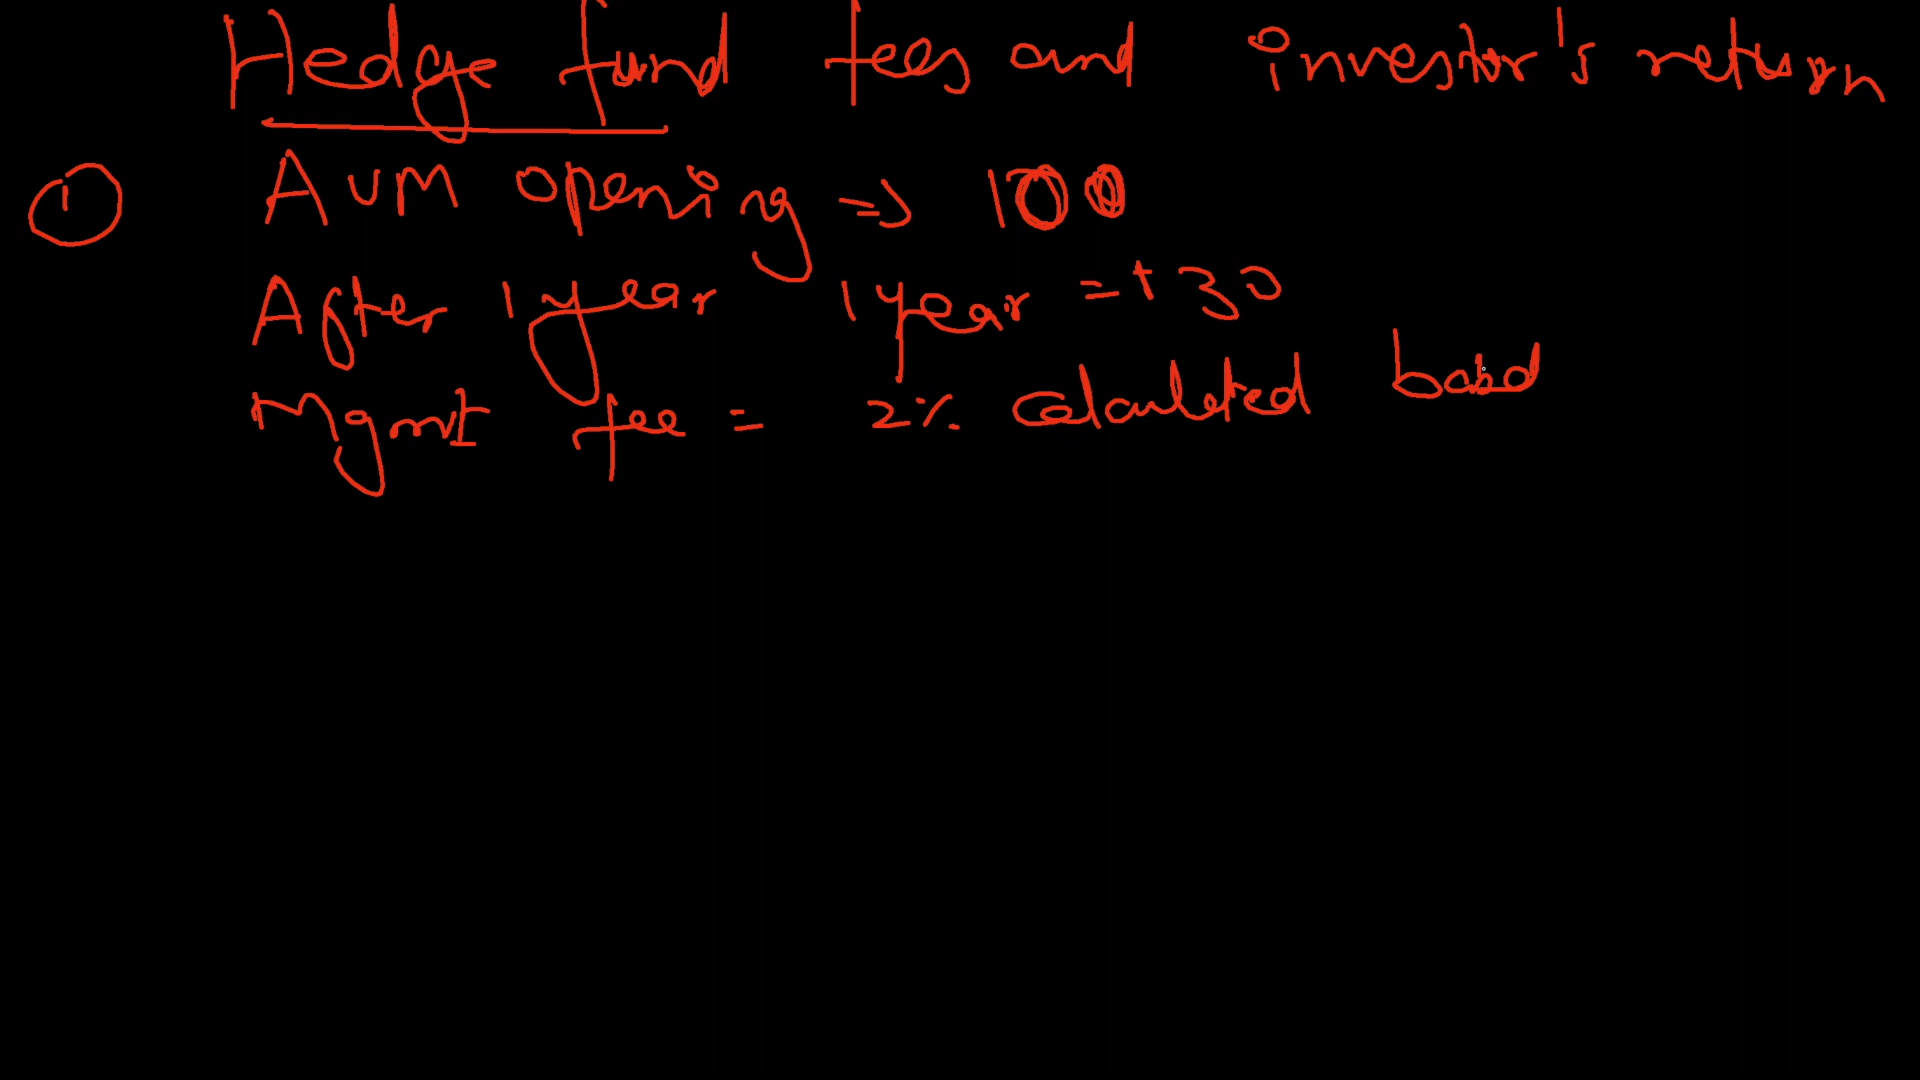 Hedge fund fees and investor's return
① AUM opening => 100
After 1 year 1 year = +30
Mgmt fee = 2% calculated